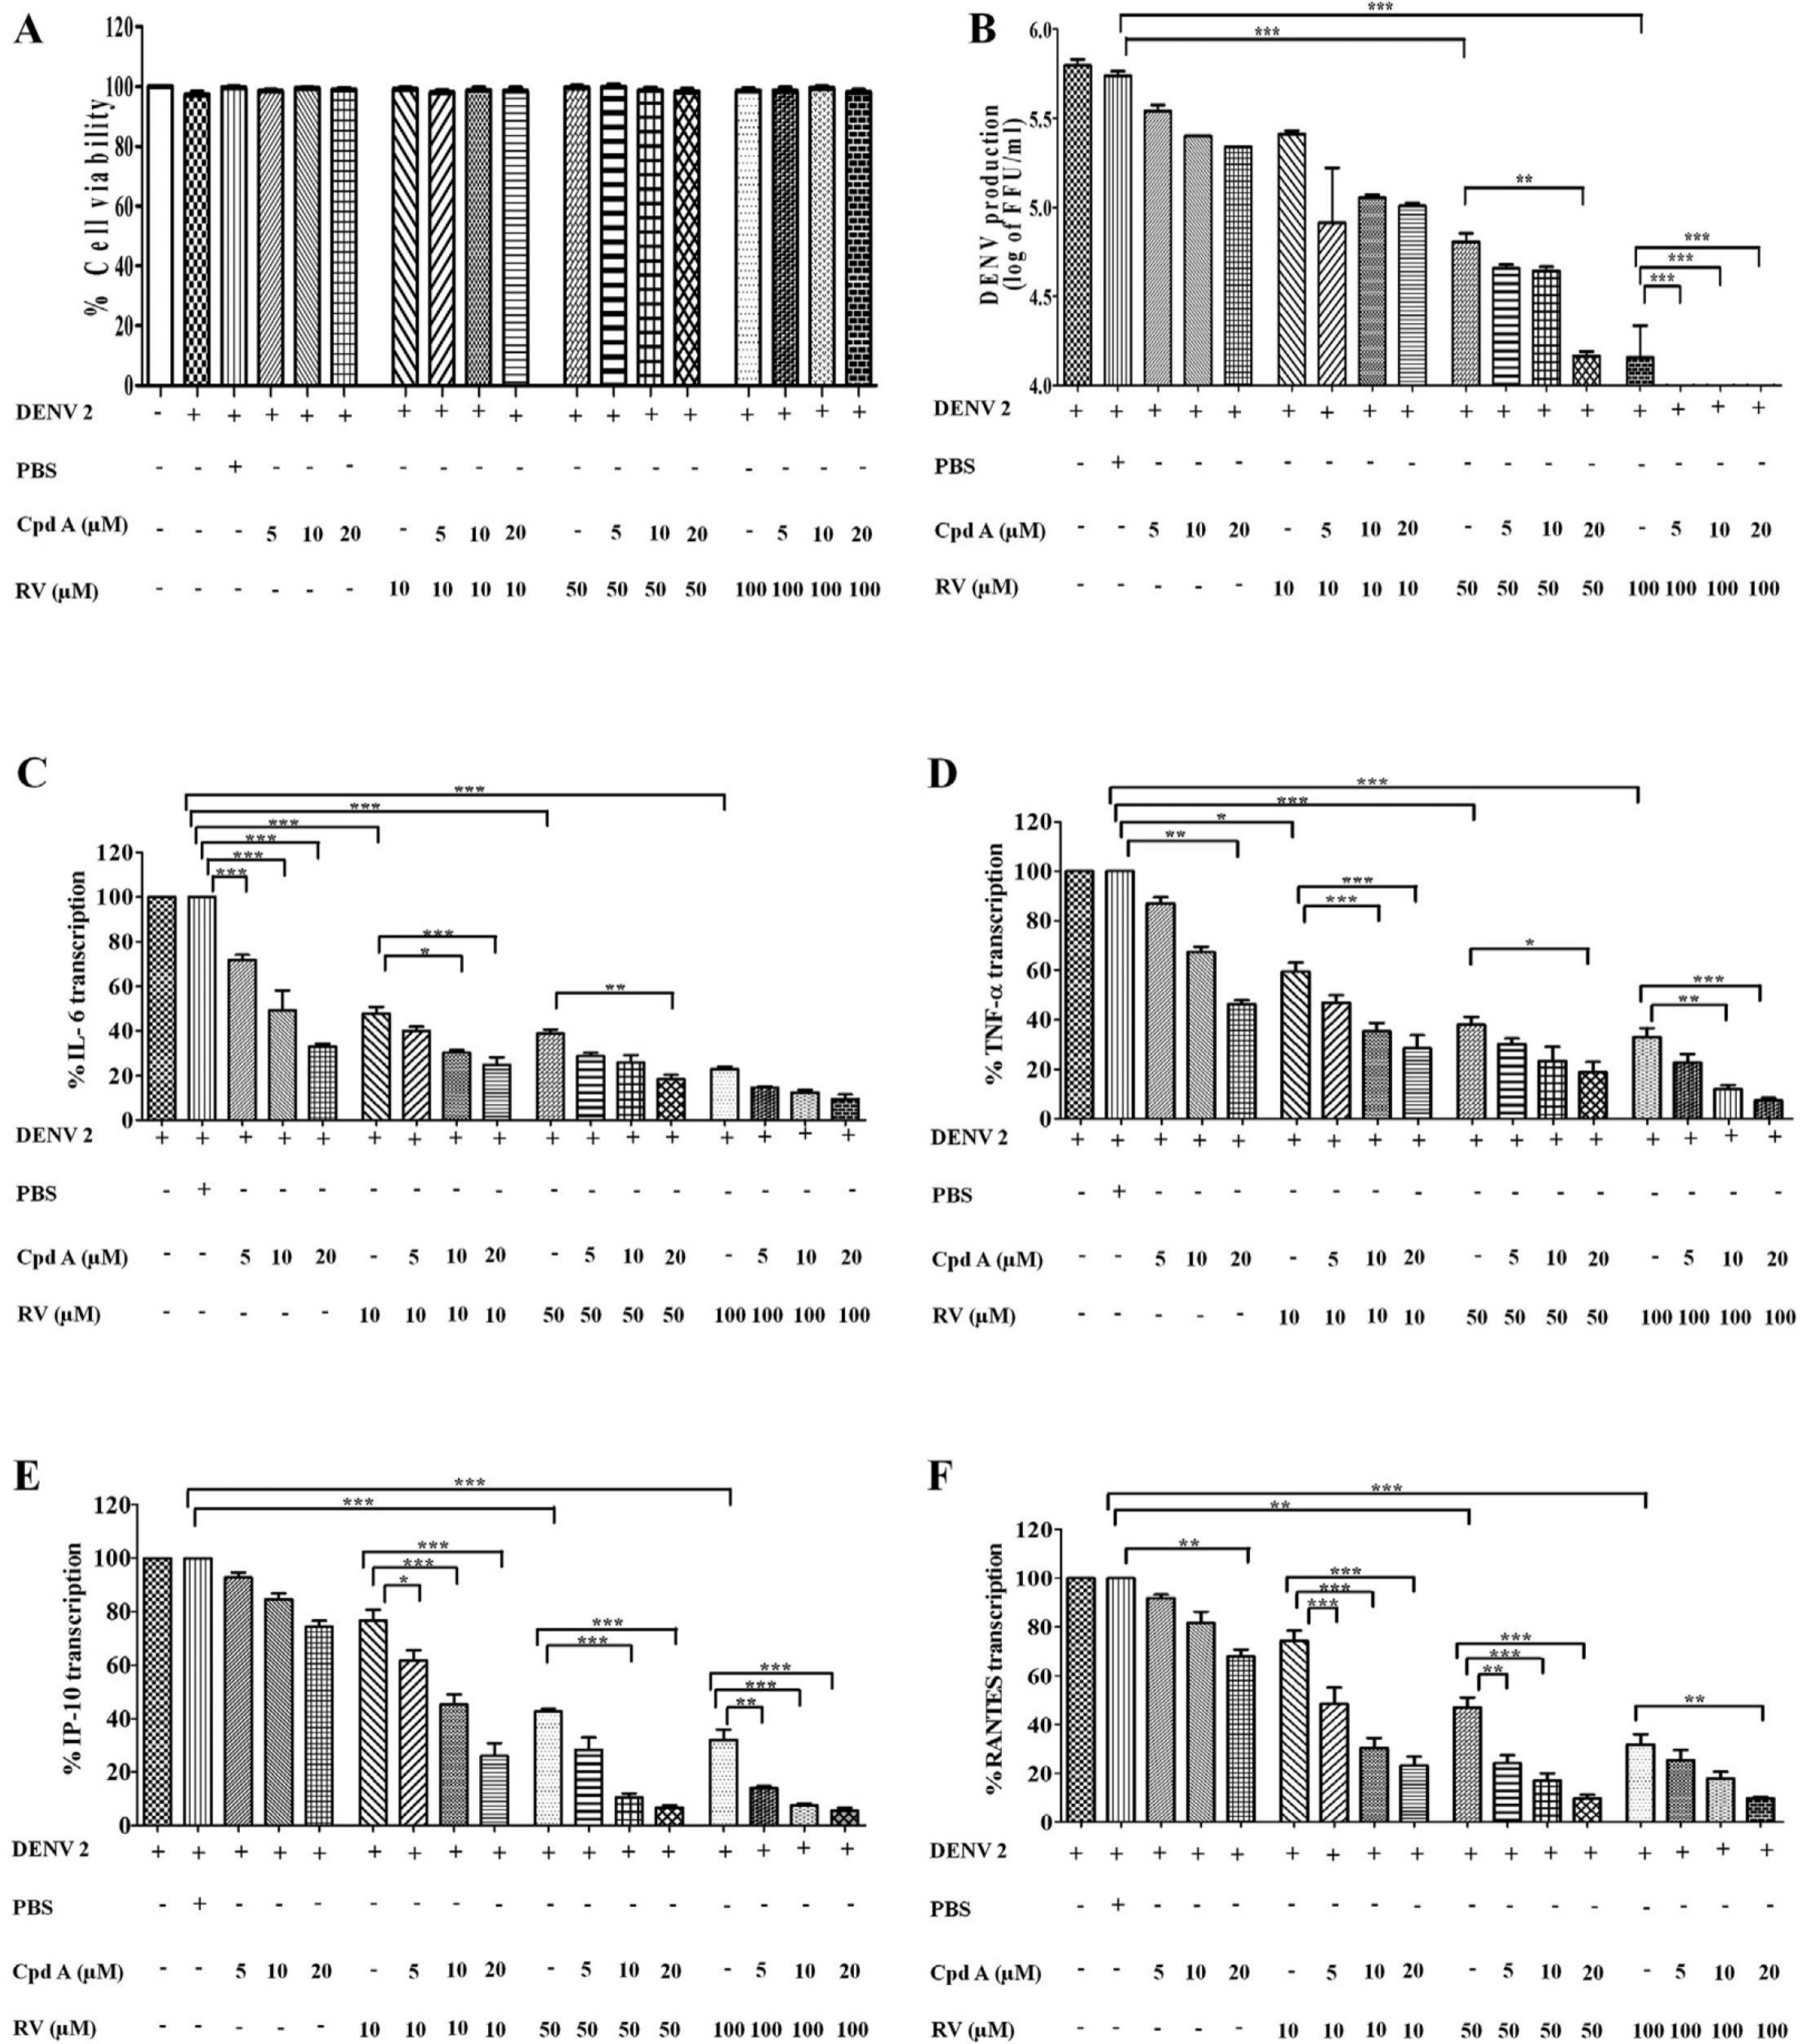 A
% Cell viability
120
100
80
60
40
20
0
DENV 2 - + + + + + + + + + + + + + + + + +
PBS - - + - - - - - - - - - - - - - - -
Cpd A (µM) - - - 5 10 20 - 5 10 20 - 5 10 20 - 5 10 20
RV (µM) - - - - - - 10 10 10 10 50 50 50 50 100 100 100 100
B
DENV production
(log of FFU/ml)
6.0
5.5
5.0
4.5
4.0
***
***
**
***
***
***
DENV 2 + + + + + + + + + + + + + + + + +
PBS - + - - - - - - - - - - - - - - -
Cpd A (µM) - - 5 10 20 - 5 10 20 - 5 10 20 - 5 10 20
RV (µM) - - - - - 10 10 10 10 50 50 50 50 100 100 100 100
C
% IL- 6 transcription
120
100
80
60
40
20
0
***
***
***
***
***
***
***
*
**
DENV 2 + + + + + + + + + + + + + + + + +
PBS - + - - - - - - - - - - - - - - -
Cpd A (µM) - - 5 10 20 - 5 10 20 - 5 10 20 - 5 10 20
RV (µM) - - - - - 10 10 10 10 50 50 50 50 100 100 100 100
D
% TNF-α transcription
120
100
80
60
40
20
0
***
***
*
**
***
***
*
***
**
DENV 2 + + + + + + + + + + + + + + + + +
PBS - + - - - - - - - - - - - - - - -
Cpd A (µM) - - 5 10 20 - 5 10 20 - 5 10 20 - 5 10 20
RV (µM) - - - - - 10 10 10 10 50 50 50 50 100 100 100 100
E
% IP-10 transcription
120
100
80
60
40
20
0
***
***
***
***
*
***
***
***
***
**
DENV 2 + + + + + + + + + + + + + + + + +
PBS - + - - - - - - - - - - - - - - -
Cpd A (µM) - - 5 10 20 - 5 10 20 - 5 10 20 - 5 10 20
RV (µM) - - - - - 10 10 10 10 50 50 50 50 100 100 100 100
F
%RANTES transcription
120
100
80
60
40
20
0
***
**
**
***
***
***
***
***
**
**
DENV 2 + + + + + + + + + + + + + + + + +
PBS - + - - - - - - - - - - - - - - -
Cpd A (µM) - - 5 10 20 - 5 10 20 - 5 10 20 - 5 10 20
RV (µM) - - - - - 10 10 10 10 50 50 50 50 100 100 100 100